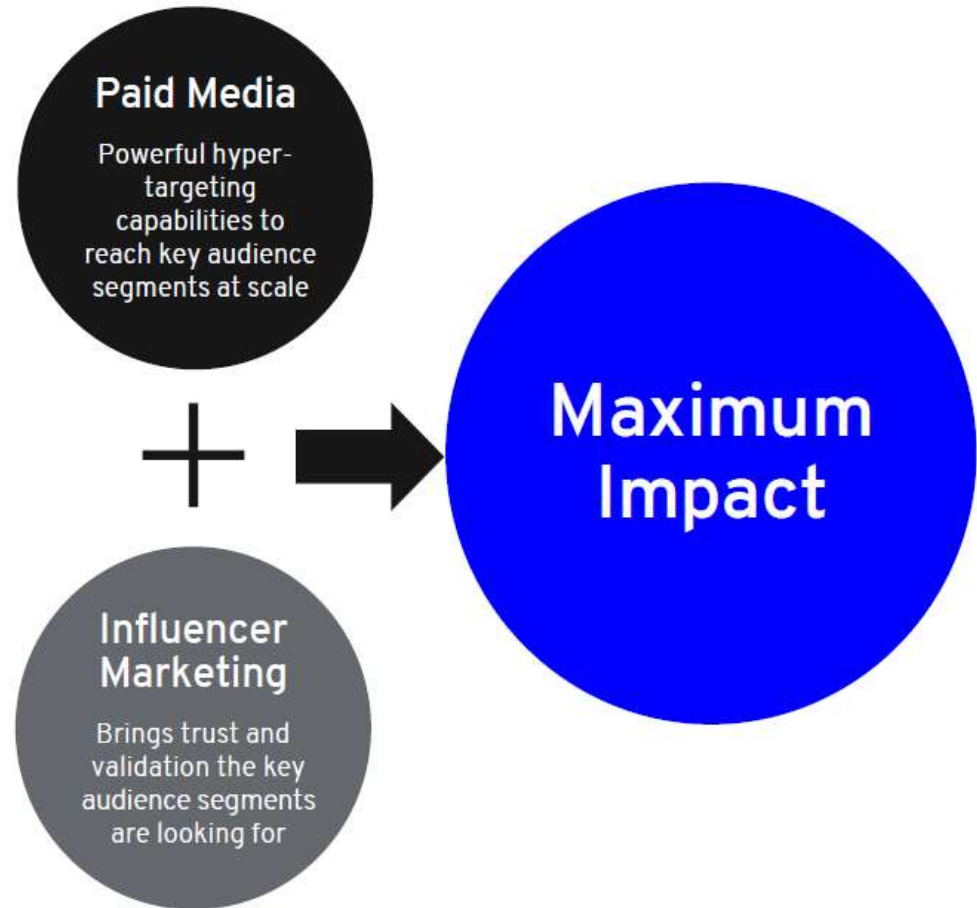 Paid Media
Powerful hyper-
targeting
capabilities to
reach key audience
segments at scale
Influencer
Marketing
Brings trust and
validation the key
audience segments
are looking for
Maximum
Impact